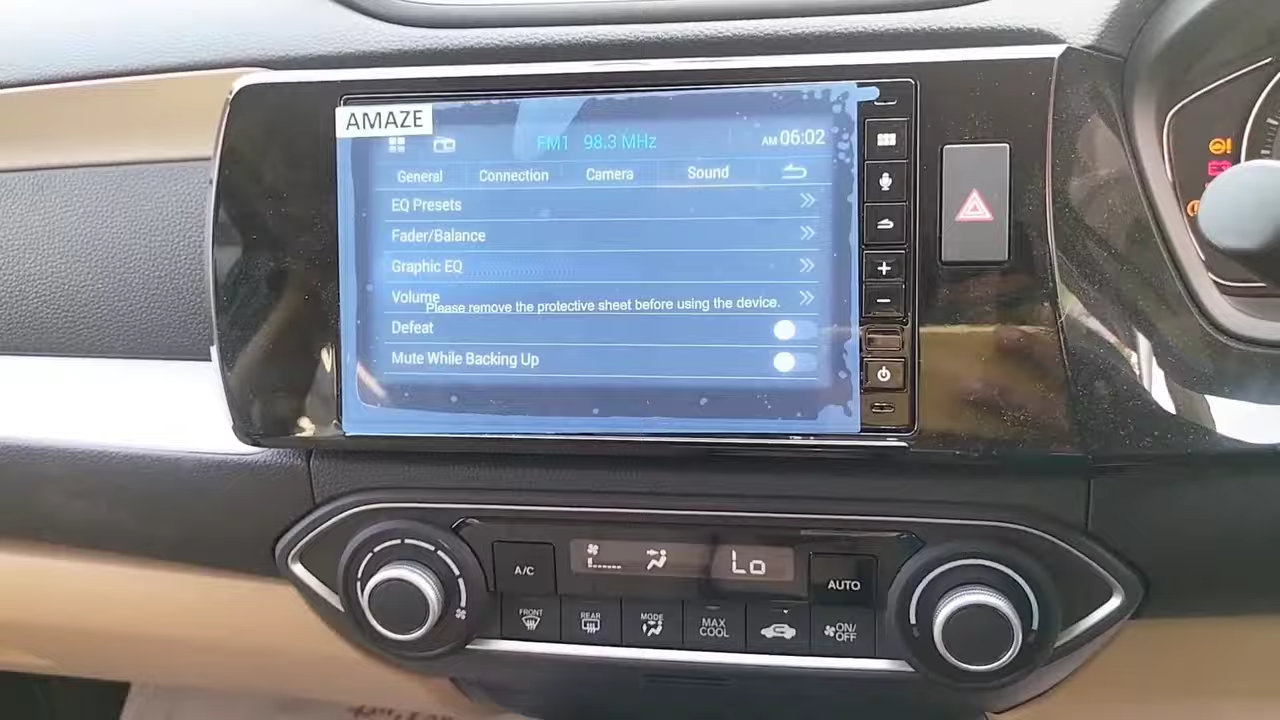 AMAZE
FM1 98.3 MHz
AM 06:02
General Connection Camera Sound
EQ Presets
Fader/Balance
Graphic EQ
Volume
Please remove the protective sheet before using the device.
Defeat
Mute While Backing Up
A/C
Lo
AUTO
FRONT
REAR
MODE
MAX
COOL
ON/
OFF